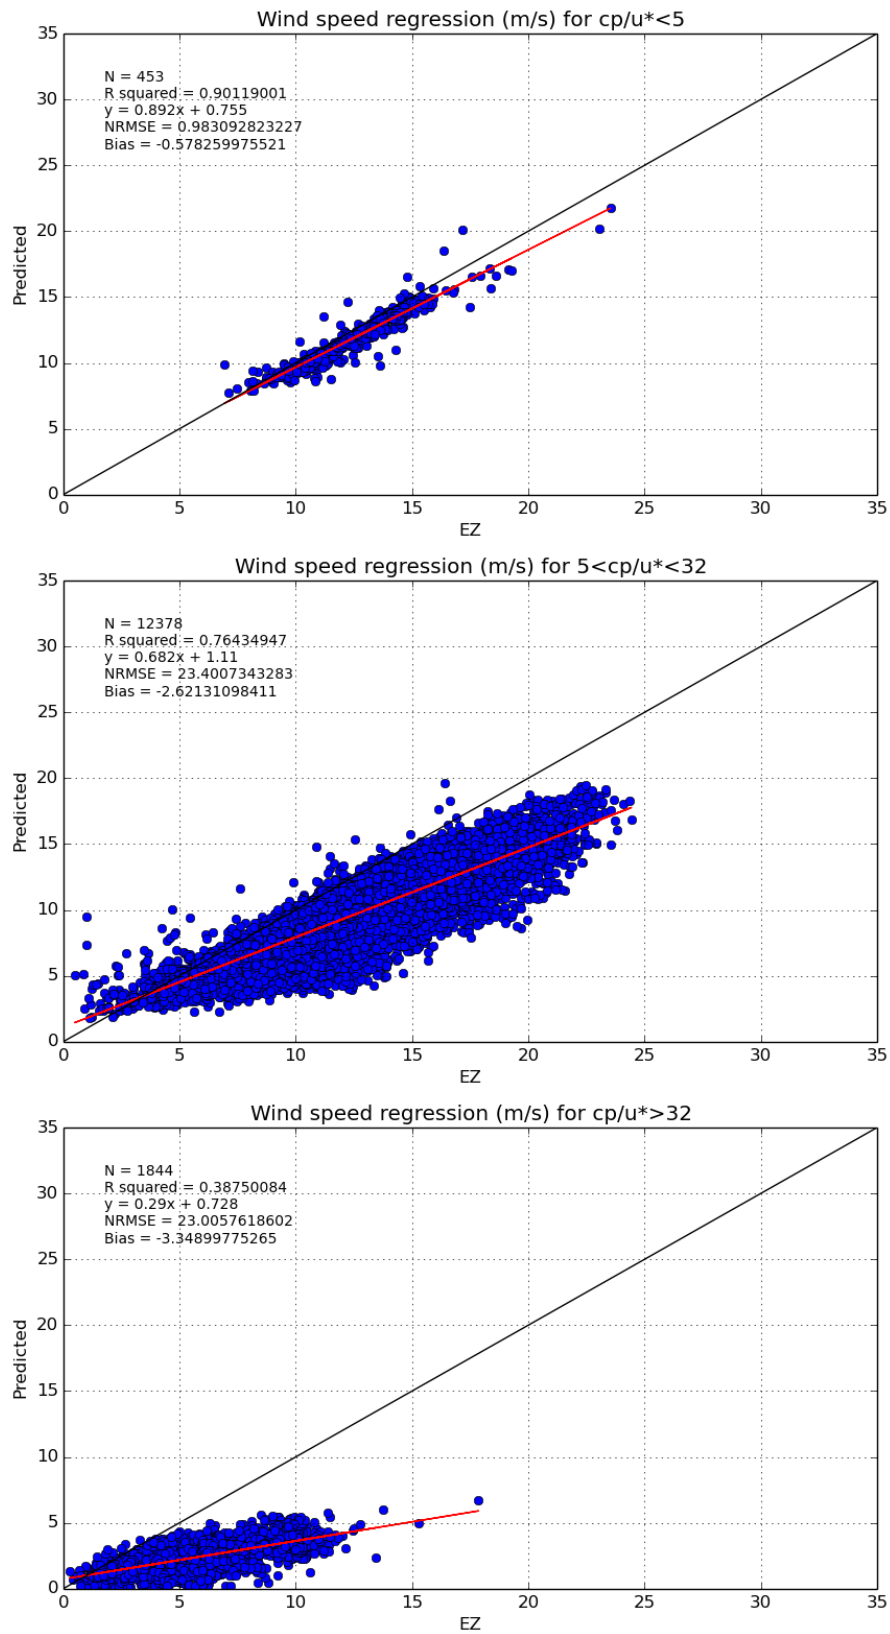 Wind speed regression (m/s) for cp/u*<5
35
30
25
20
15
10
5
0
Predicted
N = 453
R squared = 0.90119001
y = 0.892x + 0.755
NRMSE = 0.983092823227
Bias = -0.578259975521
0 5 10 15 20 25 30 35
EZ
Wind speed regression (m/s) for 5<cp/u*<32
35
30
25
20
15
10
5
0
Predicted
N = 12378
R squared = 0.76434947
y = 0.682x + 1.11
NRMSE = 23.4007343283
Bias = -2.62131098411
0 5 10 15 20 25 30 35
EZ
Wind speed regression (m/s) for cp/u*>32
35
30
25
20
15
10
5
0
Predicted
N = 1844
R squared = 0.38750084
y = 0.29x + 0.728
NRMSE = 23.0057618602
Bias = -3.34899775265
0 5 10 15 20 25 30 35
EZ